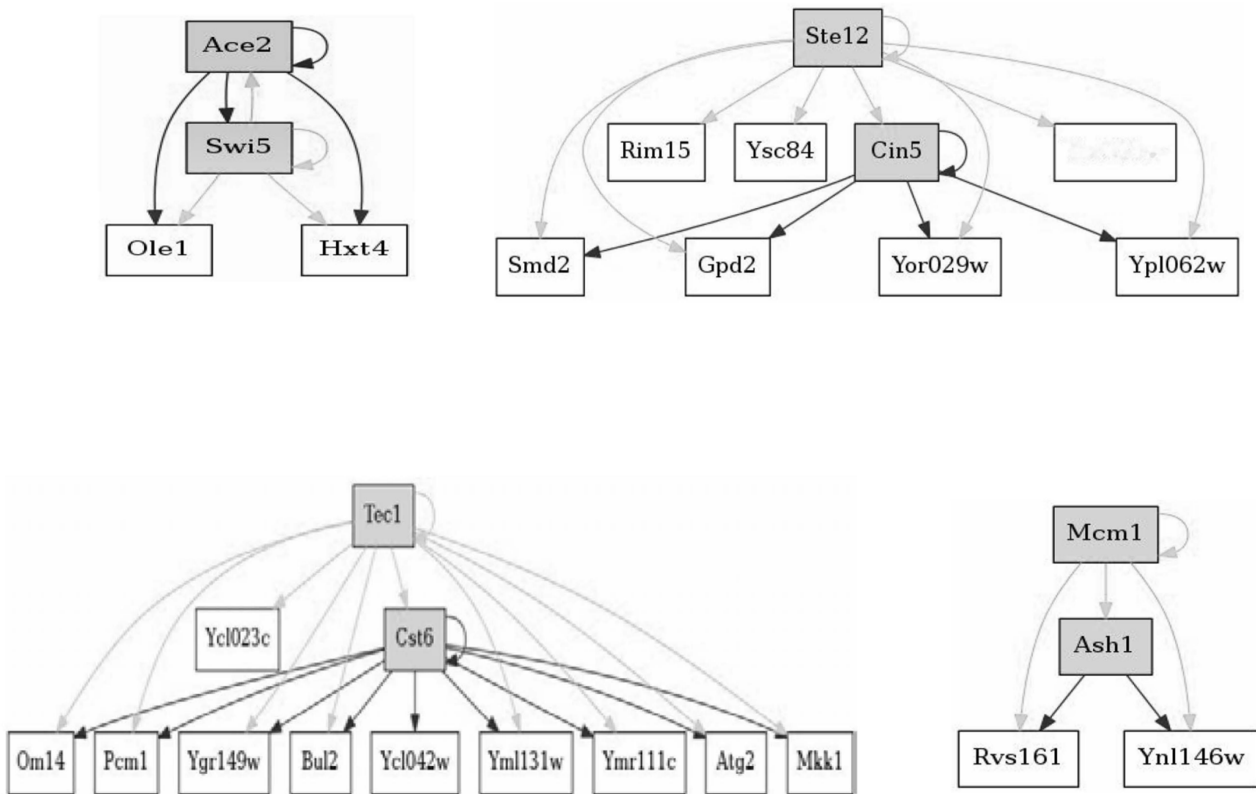 Ace2
Swi5
Ole1
Hxt4
Ste12
Rim15
Ysc84
Cin5
Smd2
Gpd2
Yor029w
Ypl062w
Tec1
Ycl023c
Cst6
Om14
Pcm1
Ygr149w
Bul2
Ycl042w
Yml131w
Ymr111c
Atg2
Mkk1
Mcm1
Ash1
Rvs161
Ynl146w